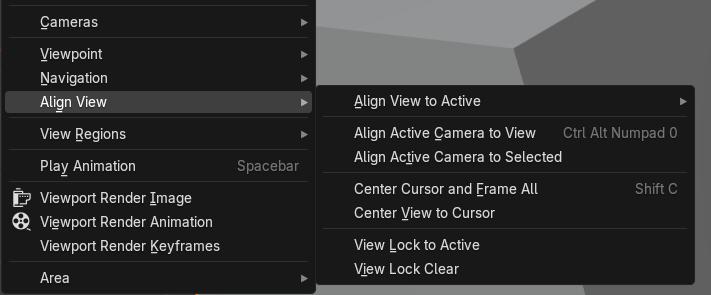 Cameras
Viewpoint
Navigation
Align View
View Regions
Play Animation Spacebar
Viewport Render Image
Viewport Render Animation
Viewport Render Keyframes
Area
Align View to Active
Align Active Camera to View Ctrl Alt Numpad 0
Align Active Camera to Selected
Center Cursor and Frame All Shift C
Center View to Cursor
View Lock to Active
View Lock Clear